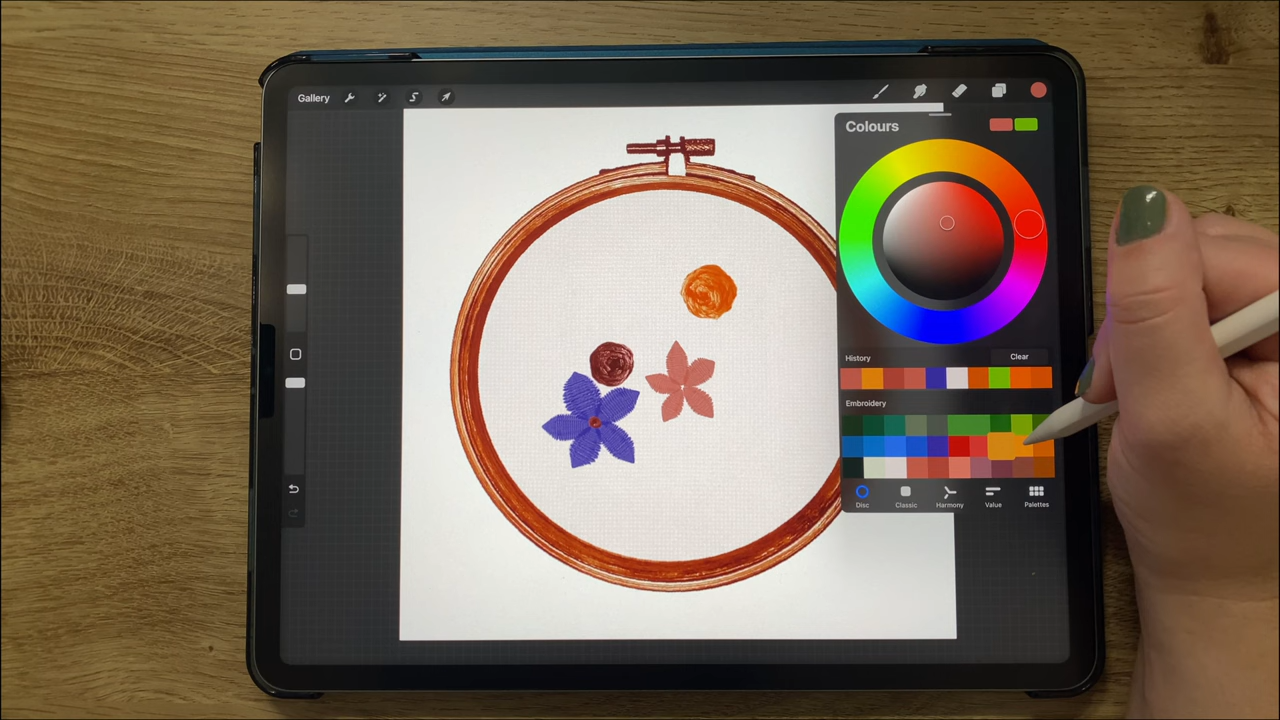 Gallery
Colours
History
Clear
Embroidery
Disc
Classic
Harmony
Value
Palettes